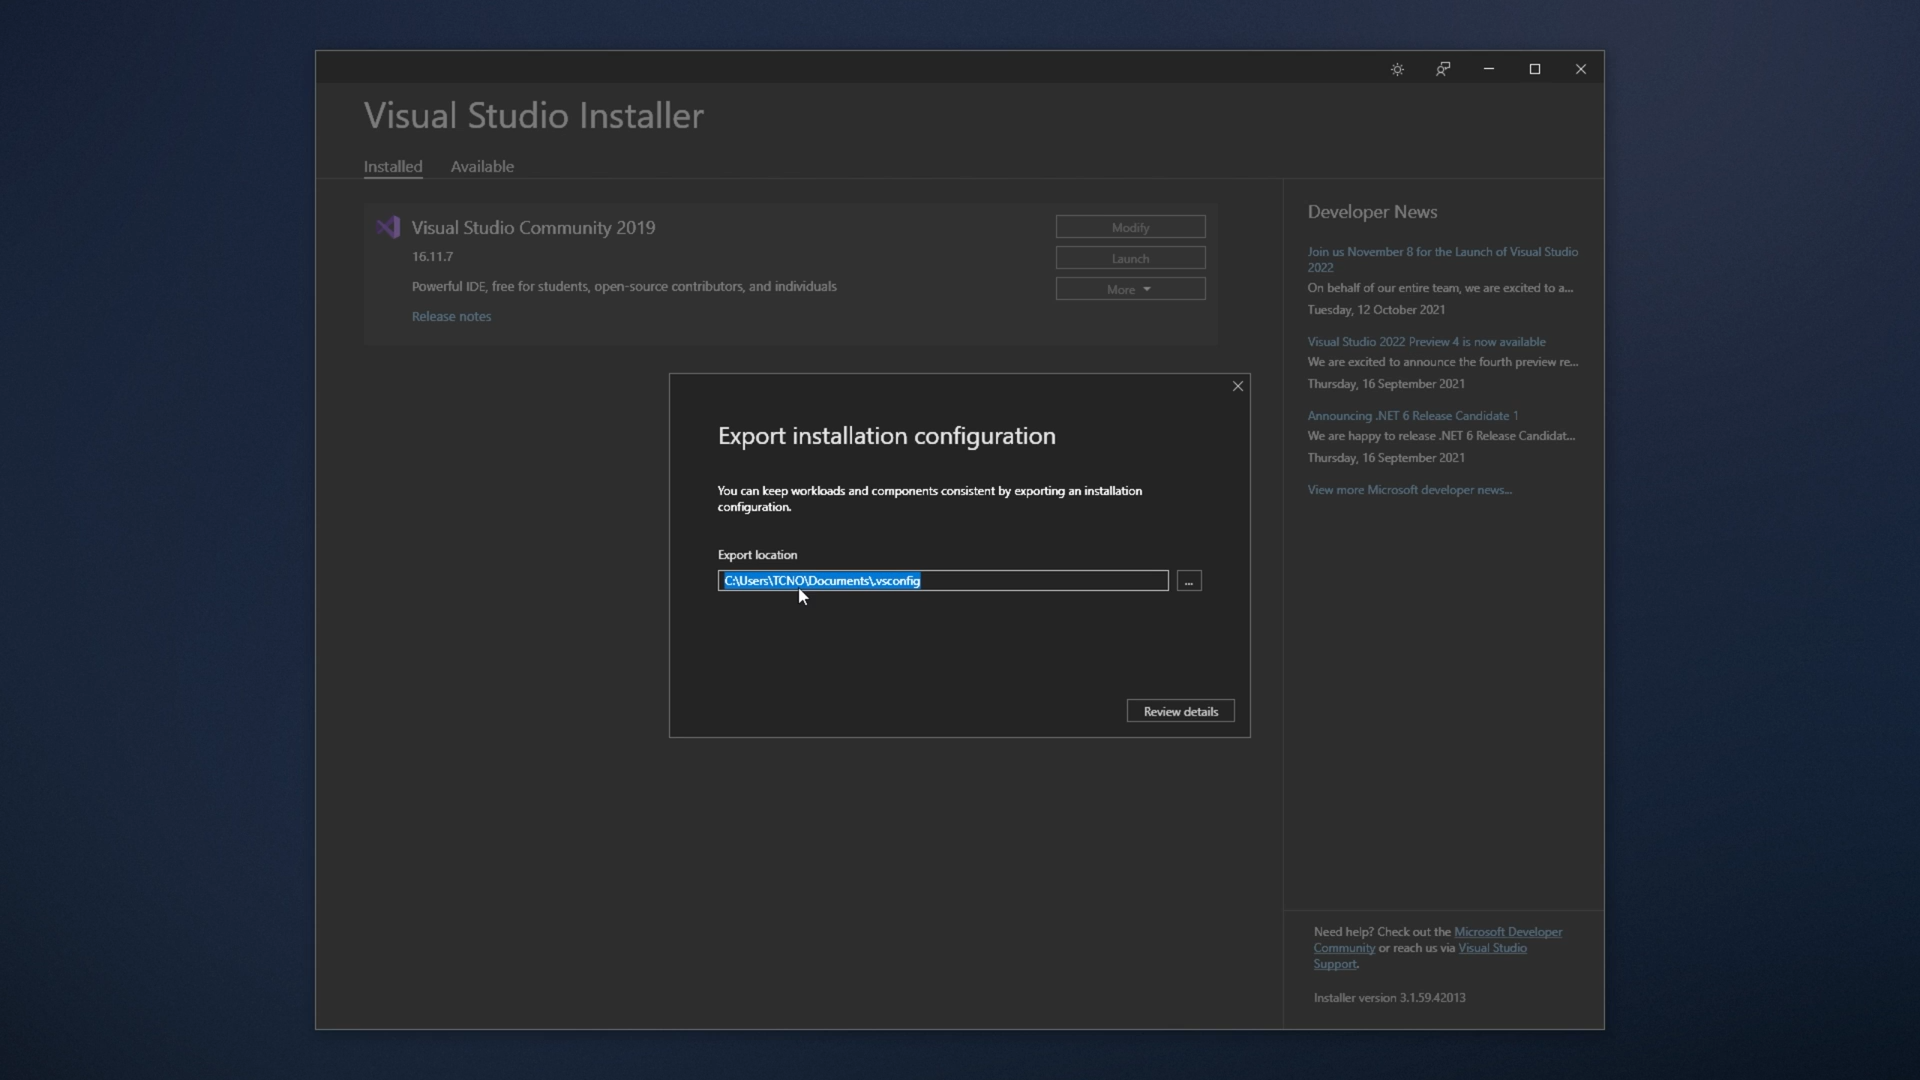 Visual Studio Installer
Installed
Available
Visual Studio Community 2019
16.11.7
Powerful IDE, free for students, open-source contributors, and individuals
Release notes
Modify
Launch
More
Export installation configuration
You can keep workloads and components consistent by exporting an installation
configuration.
Export location
C:\Users\TCNO\Documents\.vsconfig
...
Review details
Developer News
Join us November 8 for the Launch of Visual Studio
2022
On behalf of our entire team, we are excited to a...
Tuesday, 12 October 2021
Visual Studio 2022 Preview 4 is now available
We are excited to announce the fourth preview re...
Thursday, 16 September 2021
Announcing .NET 6 Release Candidate 1
We are happy to release .NET 6 Release Candidat...
Thursday, 16 September 2021
View more Microsoft developer news...
Need help? Check out the Microsoft Developer
Community or reach us via Visual Studio
Support.
Installer version 3.1.59.42013